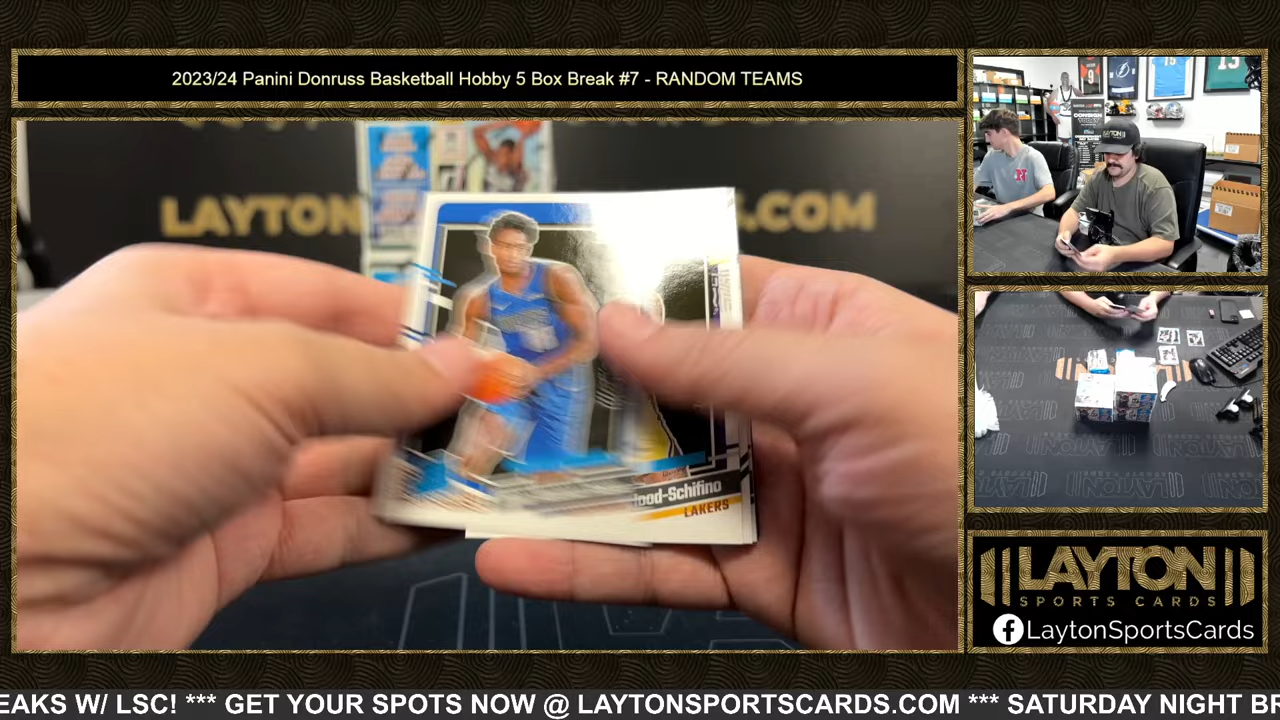 2023/24 Panini Donruss Basketball Hobby 5 Box Break #7 - RANDOM TEAMS
LAYTON
.COM
ood-Schifino
LAKERS
LAYTON
SPORTS CARDS
LaytonSportsCards
EAKS W/ LSC! *** GET YOUR SPOTS NOW @ LAYTONSPORTSCARDS.COM *** SATURDAY NIGHT BR